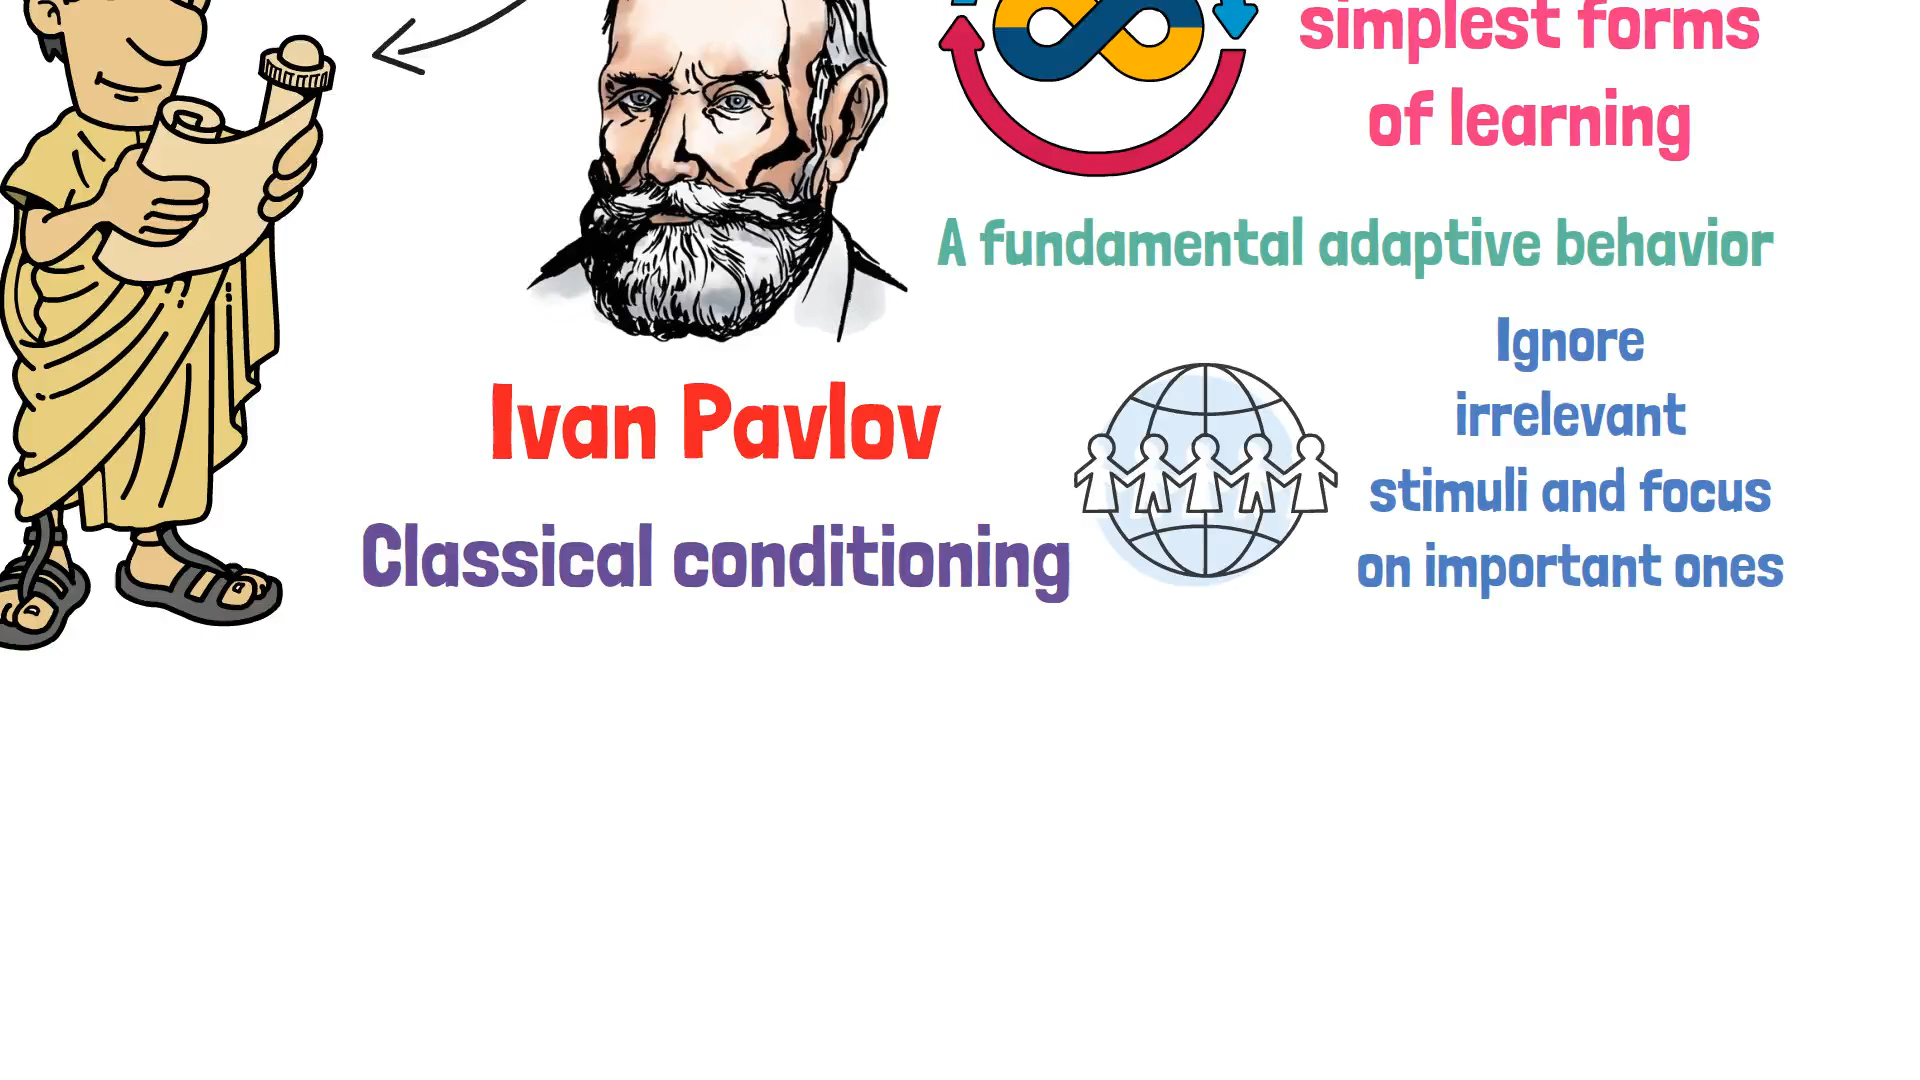 simplest forms
of learning
A fundamental adaptive behavior
Ignore
irrelevant
stimuli and focus
on important ones
Ivan Pavlov
Classical conditioning